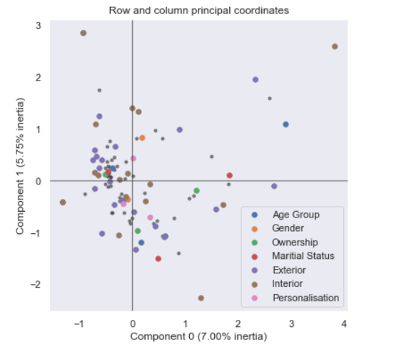 Row and column principal coordinates
3
2
1
0
−1
−2
Component 1 (5.75% inertia)
Age Group
Gender
Ownership
Maritial Status
Exterior
Interior
Personalisation
−1 0 1 2 3 4
Component 0 (7.00% inertia)